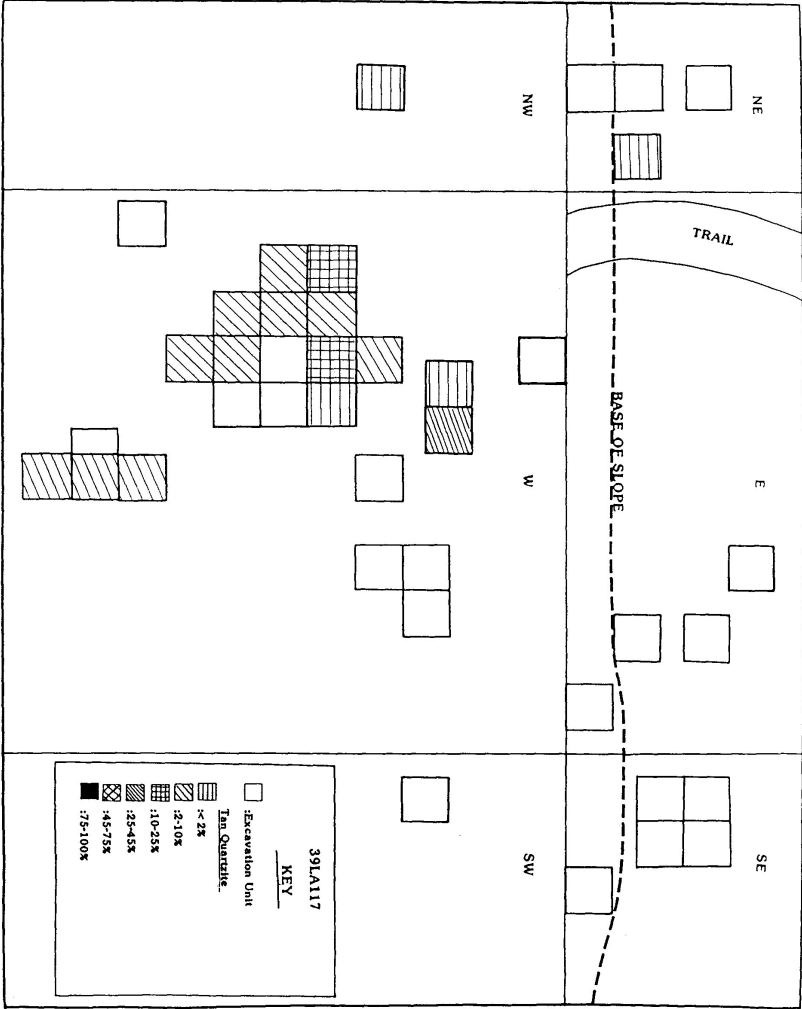 NE
TRAIL
NW
BASE OF SLOPE
E
W
SE
SW
39LA117
KEY
:Excavation Unit
Tan Quartzite
:< 2%
:2-10%
:10-25%
:25-45%
:45-75%
:75-100%